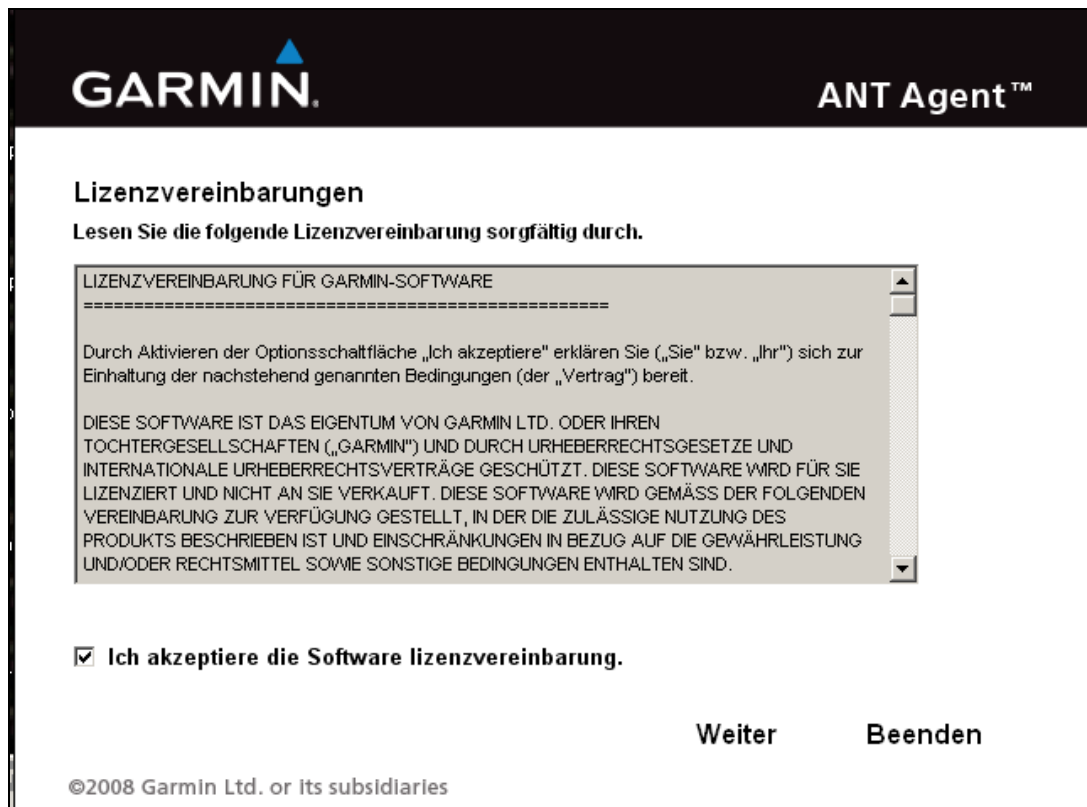 GARMIN.
ANT Agent™
Lizenzvereinbarungen
Lesen Sie die folgende Lizenzvereinbarung sorgfältig durch.
LIZENZVEREINBARUNG FÜR GARMIN-SOFTWARE
====================================================
Durch Aktivieren der Optionsschaltfläche „Ich akzeptiere" erklären Sie („Sie" bzw. „Ihr") sich zur
Einhaltung der nachstehend genannten Bedingungen (der „Vertrag") bereit.
DIESE SOFTWARE IST DAS EIGENTUM VON GARMIN LTD. ODER IHREN
TOCHTERGESELLSCHAFTEN („GARMIN") UND DURCH URHEBERRECHTSGESETZE UND
INTERNATIONALE URHEBERRECHTSVERTRÄGE GESCHÜTZT. DIESE SOFTWARE WIRD FÜR SIE
LIZENZIERT UND NICHT AN SIE VERKAUFT. DIESE SOFTWARE WIRD GEMÄSS DER FOLGENDEN
VEREINBARUNG ZUR VERFÜGUNG GESTELLT, IN DER DIE ZULÄSSIGE NUTZUNG DES
PRODUKTS BESCHRIEBEN IST UND EINSCHRÄNKUNGEN IN BEZUG AUF DIE GEWÄHRLEISTUNG
UND/ODER RECHTSMITTEL SOWIE SONSTIGE BEDINGUNGEN ENTHALTEN SIND.
Ich akzeptiere die Software lizenzvereinbarung.
Weiter
Beenden
©2008 Garmin Ltd. or its subsidiaries